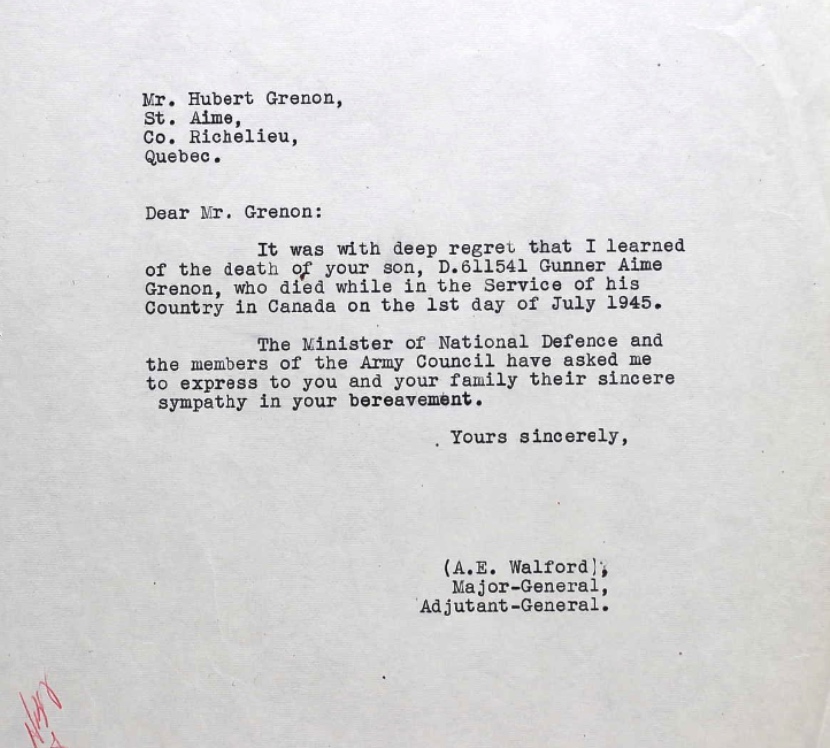 Mr. Hubert Grenon,
St. Aime,
Co. Richelieu,
Quebec.
Dear Mr. Grenon:
It was with deep regret that I learned
of the death of your son, D.611541 Gunner Aime
Grenon, who died while in the Service of his
Country in Canada on the 1st day of July 1945.
The Minister of National Defence and
the members of the Army Council have asked me
to express to you and your family their sincere
sympathy in your bereavement.
Yours sincerely,
(A.E. Walford),
Major-General,
Adjutant-General.